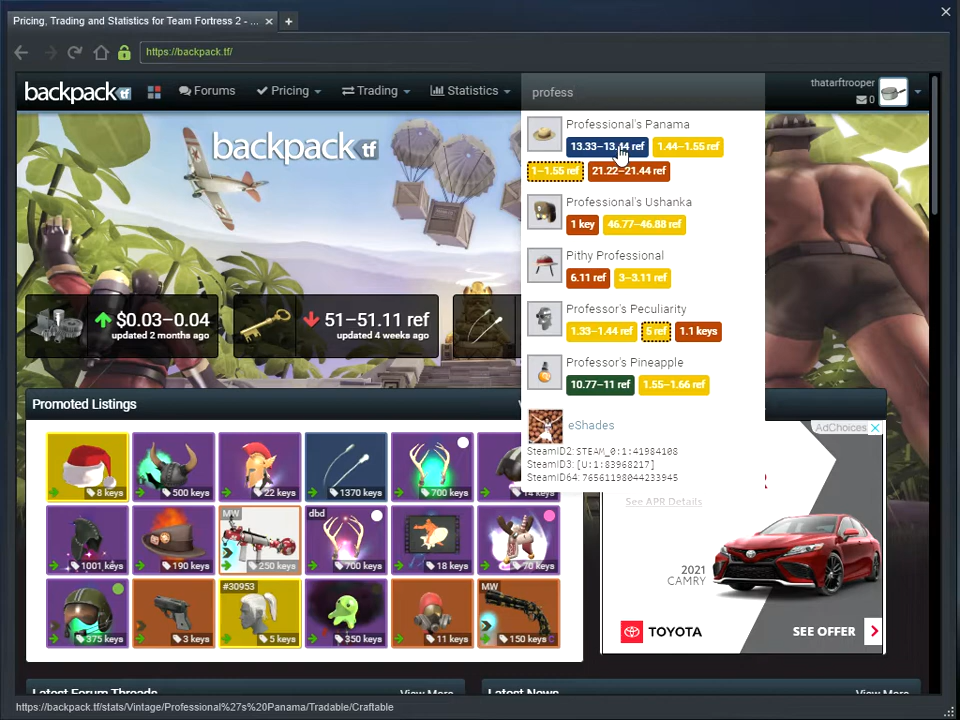 Pricing, Trading and Statistics for Team Fortress 2 - ...
https://backpack.tf/
backpack tf
Forums
Pricing
Trading
Statistics
profess
thatarftrooper
0
backpack tf
Professional's Panama
13.33–13.44 ref
1.44–1.55 ref
1–1.55 ref
21.22–21.44 ref
Professional's Ushanka
1 key
46.77–46.88 ref
Pithy Professional
6.11 ref
3–3.11 ref
Professor's Peculiarity
1.33–1.44 ref
5 ref
1.1 keys
Professor's Pineapple
10.77–11 ref
1.55–1.66 ref
eShades
SteamID2: STEAM_0:1:41984108
SteamID3: [U:1:83968217]
SteamID64: 76561198044233945
$0.03–0.04
updated 2 months ago
51–51.11 ref
updated 4 weeks ago
Promoted Listings
8 keys
500 keys
22 keys
1370 keys
700 keys
14 keys
1001 keys
190 keys
MW
250 keys
dbd
700 keys
18 keys
70 keys
375 keys
3 keys
#30953
5 keys
350 keys
11 keys
MW
150 keys
AdChoices
See APR Details
2021
CAMRY
TOYOTA
SEE OFFER
Latest Forum Threads
View More
Latest News
View More
https://backpack.tf/stats/Vintage/Professional%27s%20Panama/Tradable/Craftable